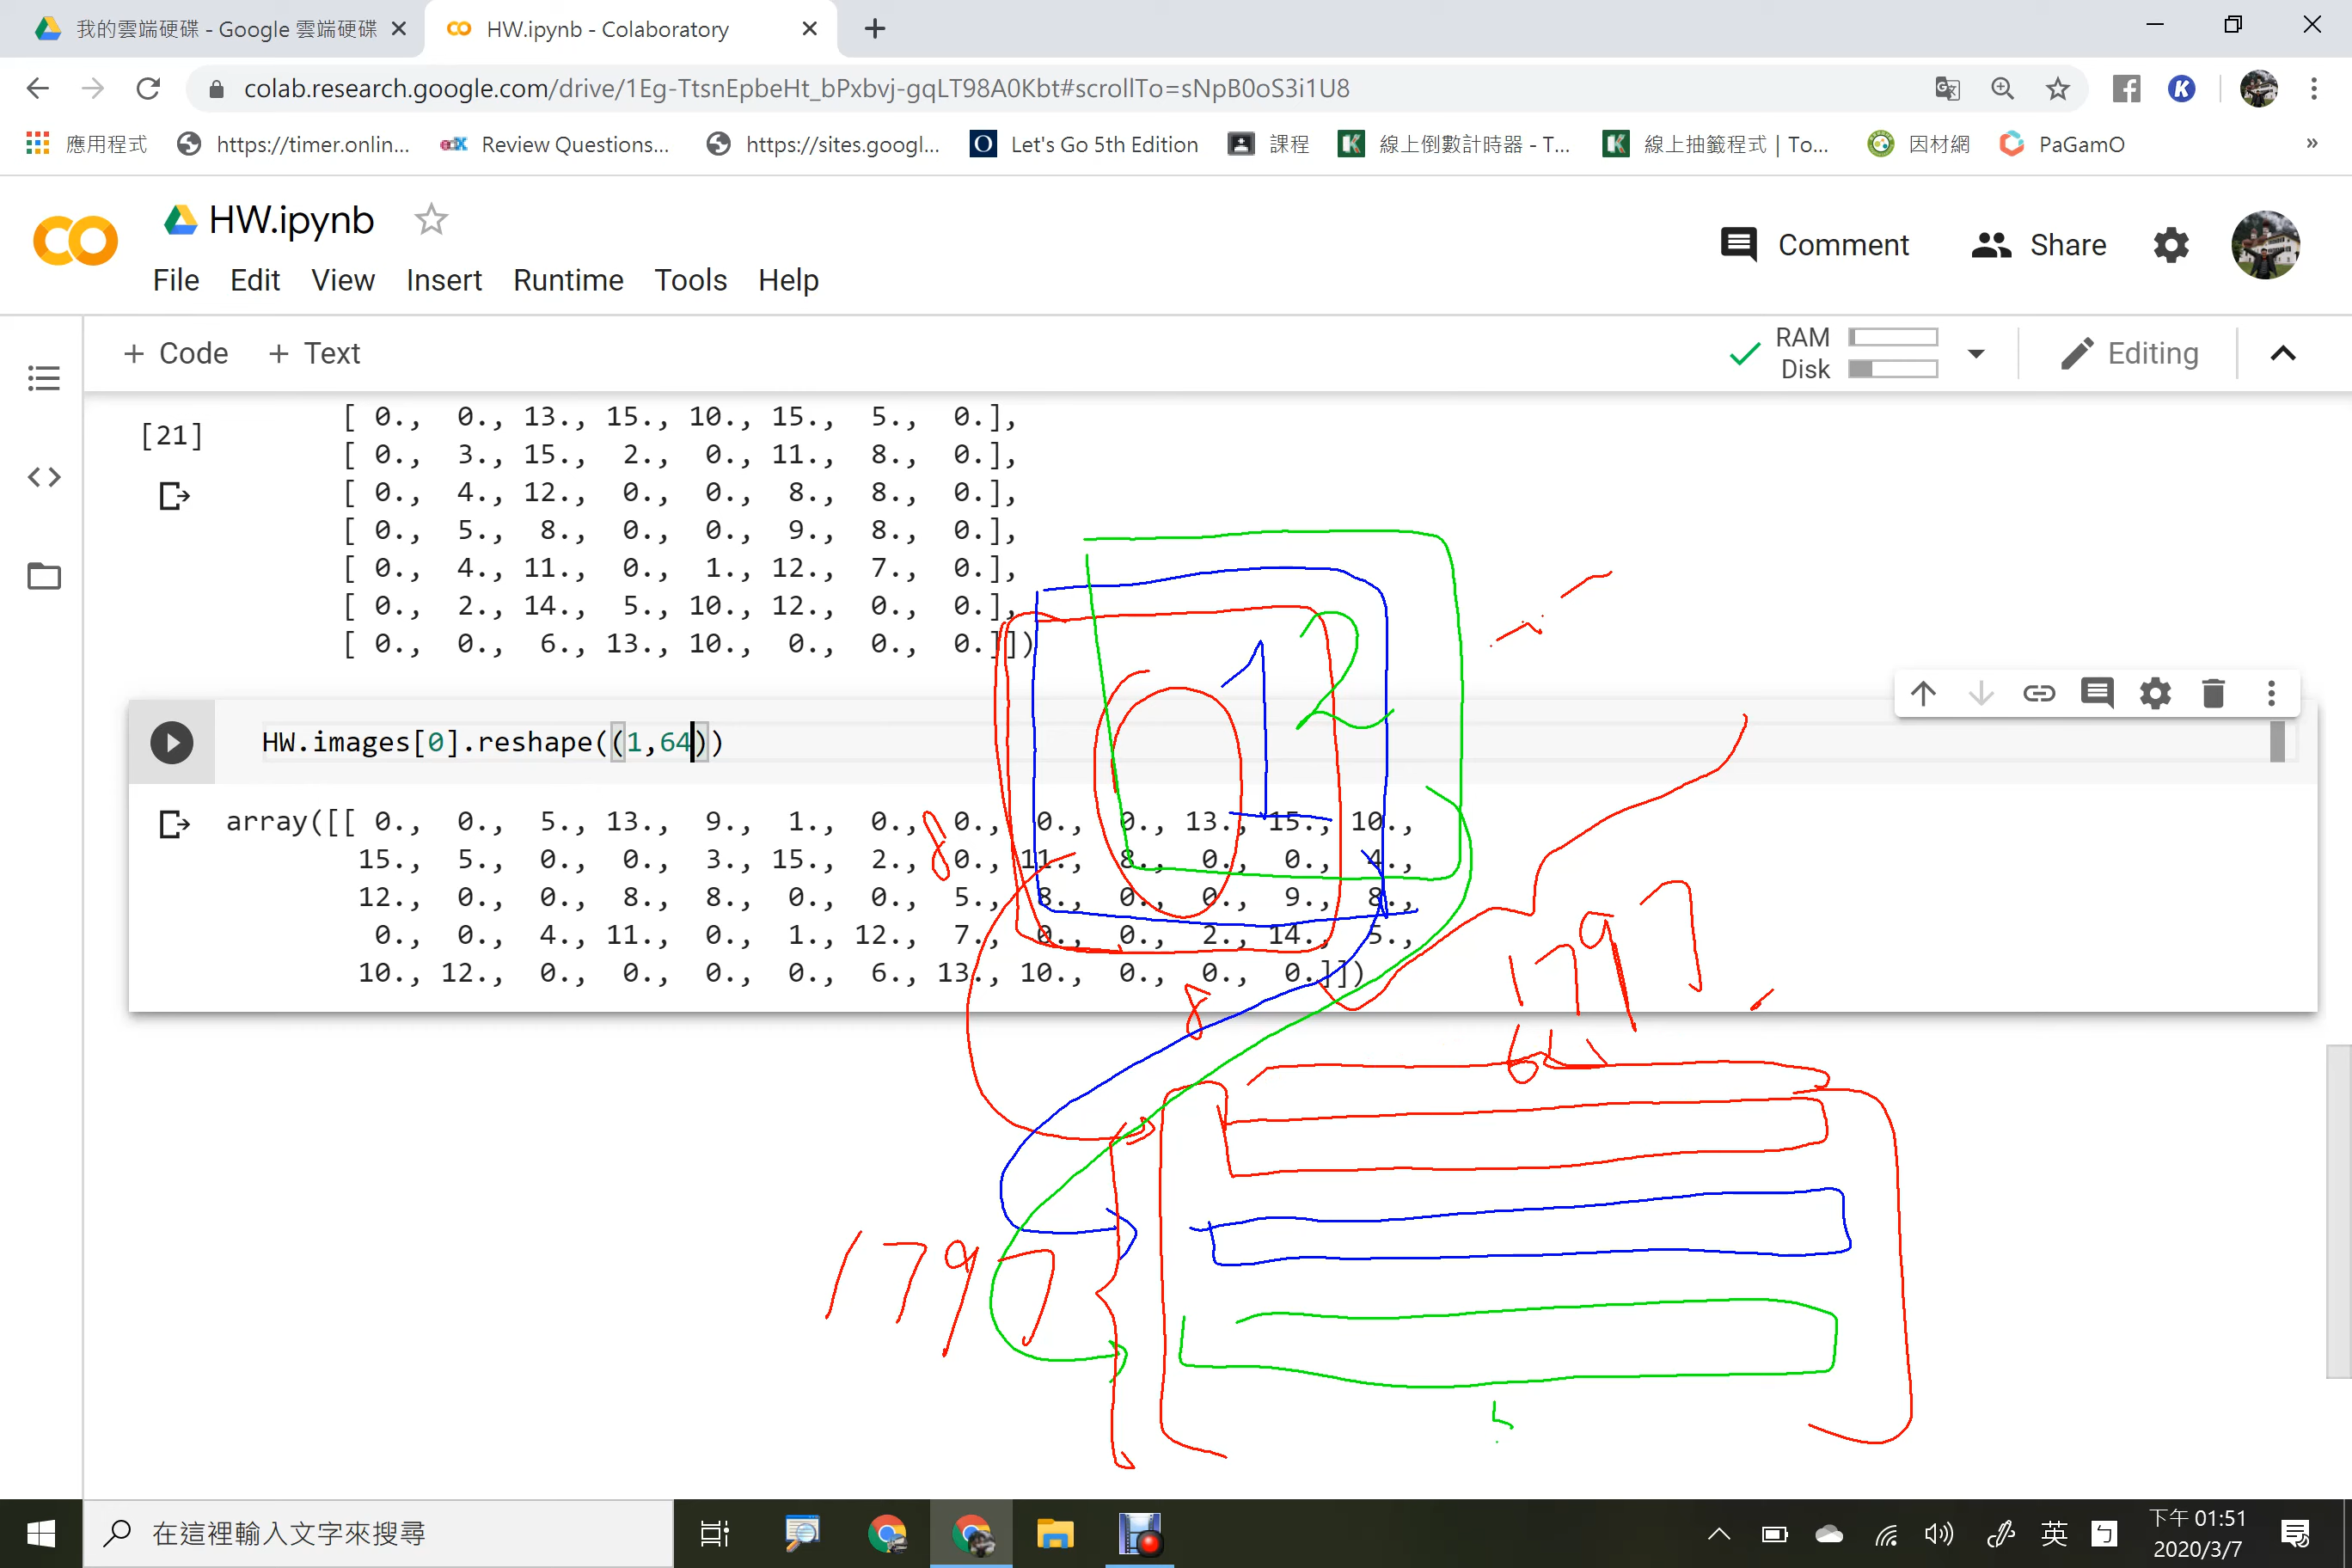 我的雲端硬碟 - Google 雲端硬碟
HW.ipynb - Colaboratory
colab.research.google.com/drive/1Eg-TtsnEpbeHt_bPxbvj-gqLT98A0Kbt#scrollTo=sNpB0oS3i1U8
應用程式 https://timer.onlin... Review Questions... https://sites.googl... Let's Go 5th Edition 課程 線上倒數計時器 - T... 線上抽籤程式 | To... 因材網 PaGamO »
HW.ipynb
Comment Share
File Edit View Insert Runtime Tools Help
+ Code + Text
RAM
Disk
Editing
[21]
[ 0., 0., 13., 15., 10., 15., 5., 0.],
[ 0., 3., 15., 2., 0., 11., 8., 0.],
[ 0., 4., 12., 0., 0., 8., 8., 0.],
[ 0., 5., 8., 0., 0., 9., 8., 0.],
[ 0., 4., 11., 0., 1., 12., 7., 0.],
[ 0., 2., 14., 5., 10., 12., 0., 0.],
[ 0., 0., 6., 13., 10., 0., 0., 0.]])
0 1 2
HW.images[0].reshape((1,64))
array([[ 0., 0., 5., 13., 9., 1., 0., 0., 0., 0., 13., 15., 10.,
15., 5., 0., 0., 3., 15., 2., 0., 11., 8., 0., 0., 4.,
12., 0., 0., 8., 8., 0., 0., 5., 8., 0., 0., 9., 8.,
0., 0., 4., 11., 0., 1., 12., 7., 0., 0., 2., 14., 5.,
10., 12., 0., 0., 0., 0., 6., 13., 10., 0., 0., 0.]])
8
8
1797
64
1797
在這裡輸入文字來搜尋
英
下午 01:51
2020/3/7